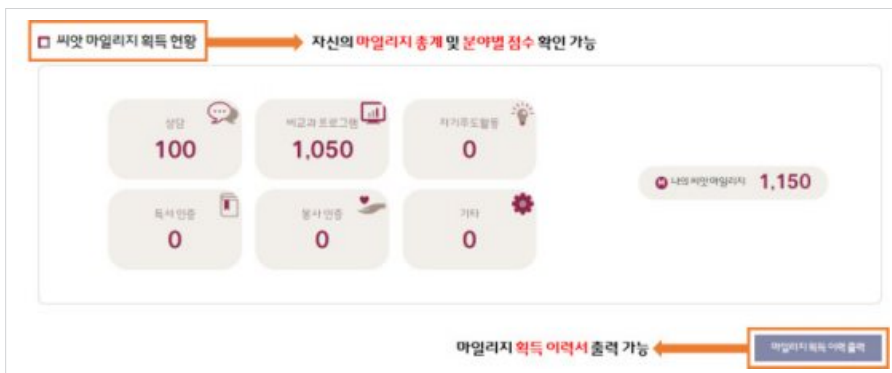 씨앗 마일리지 획득 현황
자신의 마일리지 총계 및 분야별 점수 확인 가능
상담
100
비교과 프로그램
1,050
자기주도활동
0
나의 씨앗마일리지 1,150
독서 인증
0
봉사 인증
0
기타
0
마일리지 획득 이력서 출력 가능
마일리지 획득 이력 출력